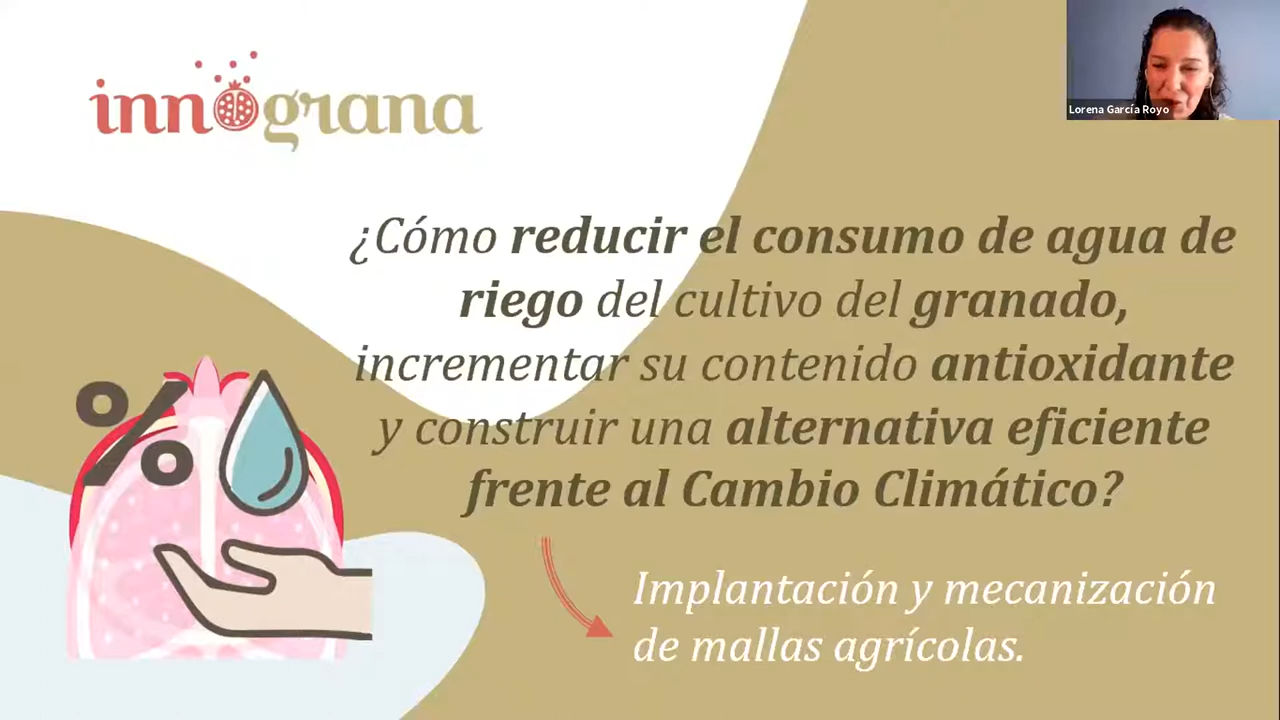 innograna
Lorena García Royo
¿Cómo reducir el consumo de agua de
riego del cultivo del granado,
incrementar su contenido antioxidante
y construir una alternativa eficiente
frente al Cambio Climático?
%
Implantación y mecanización
de mallas agrícolas.